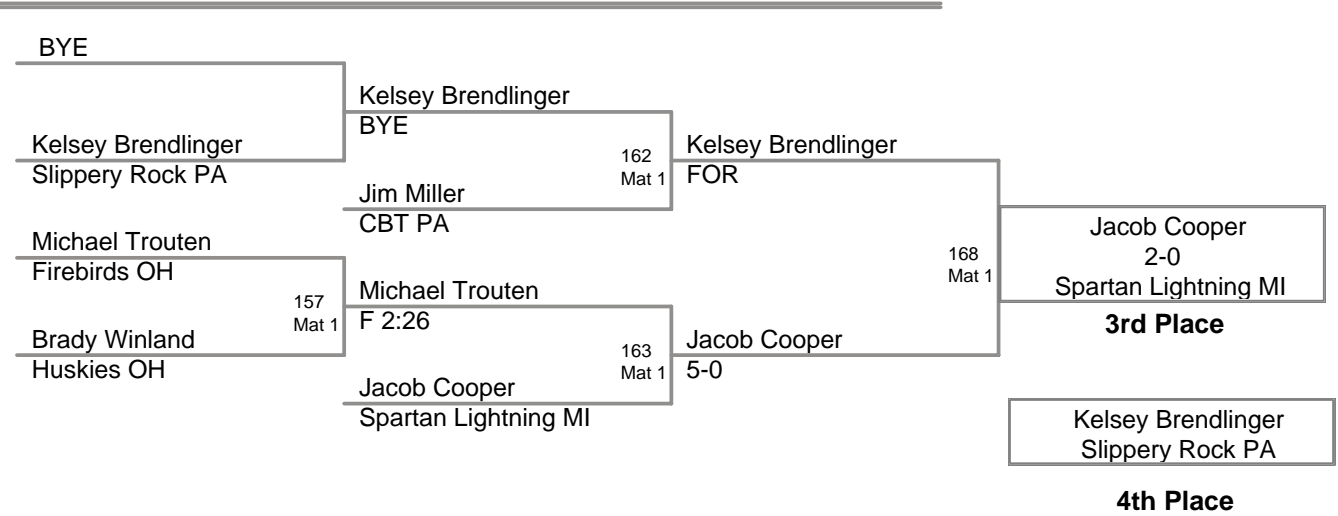 BYE
Kelsey Brendlinger
Slippery Rock PA
Michael Trouten
Firebirds OH
157
Mat 1
Brady Winland
Huskies OH
Kelsey Brendlinger
BYE
162
Mat 1
Jim Miller
CBT PA
Michael Trouten
F 2:26
163
Mat 1
Jacob Cooper
Spartan Lightning MI
Kelsey Brendlinger
FOR
168
Mat 1
Jacob Cooper
5-0
Jacob Cooper
2-0
Spartan Lightning MI
3rd Place
Kelsey Brendlinger
Slippery Rock PA
4th Place